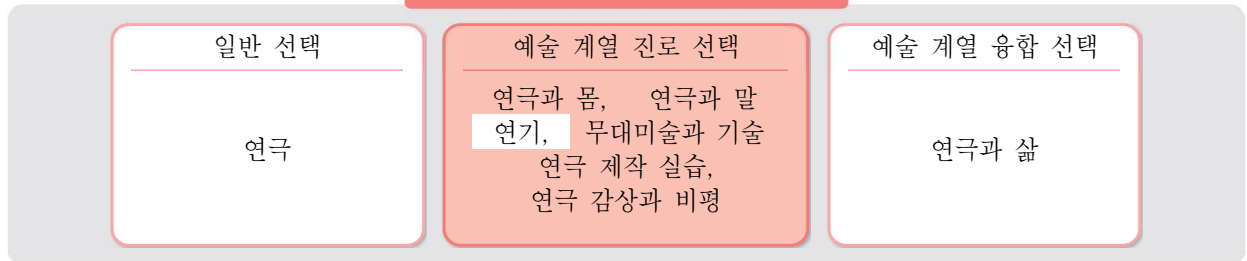 일반 선택
연극
예술 계열 진로 선택
연극과 몸, 연극과 말
연기, 무대미술과 기술
연극 제작 실습,
연극 감상과 비평
예술 계열 융합 선택
연극과 삶